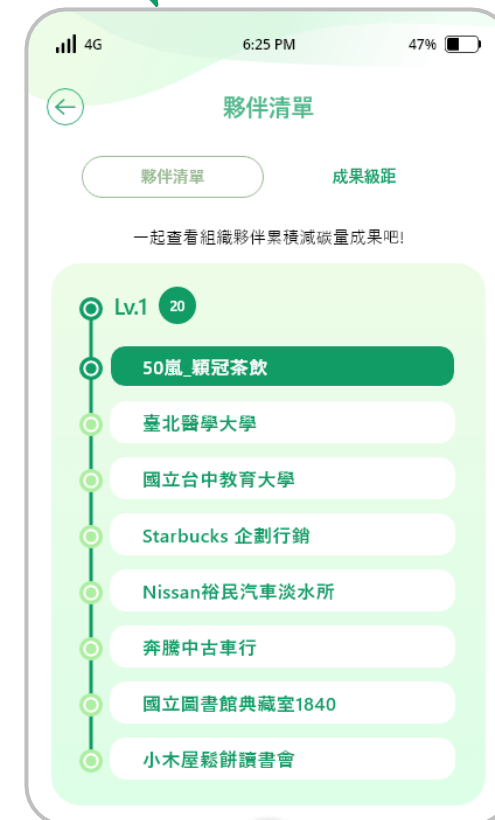 4G 6:25 PM 47%
夥伴清單
夥伴清單 成果級距
一起查看組織夥伴累積減碳量成果吧!
Lv.1 20
50嵐_穎冠茶飲
臺北醫學大學
國立台中教育大學
Starbucks 企劃行銷
Nissan裕民汽車淡水所
奔騰中古車行
國立圖書館典藏室1840
小木屋鬆餅讀書會